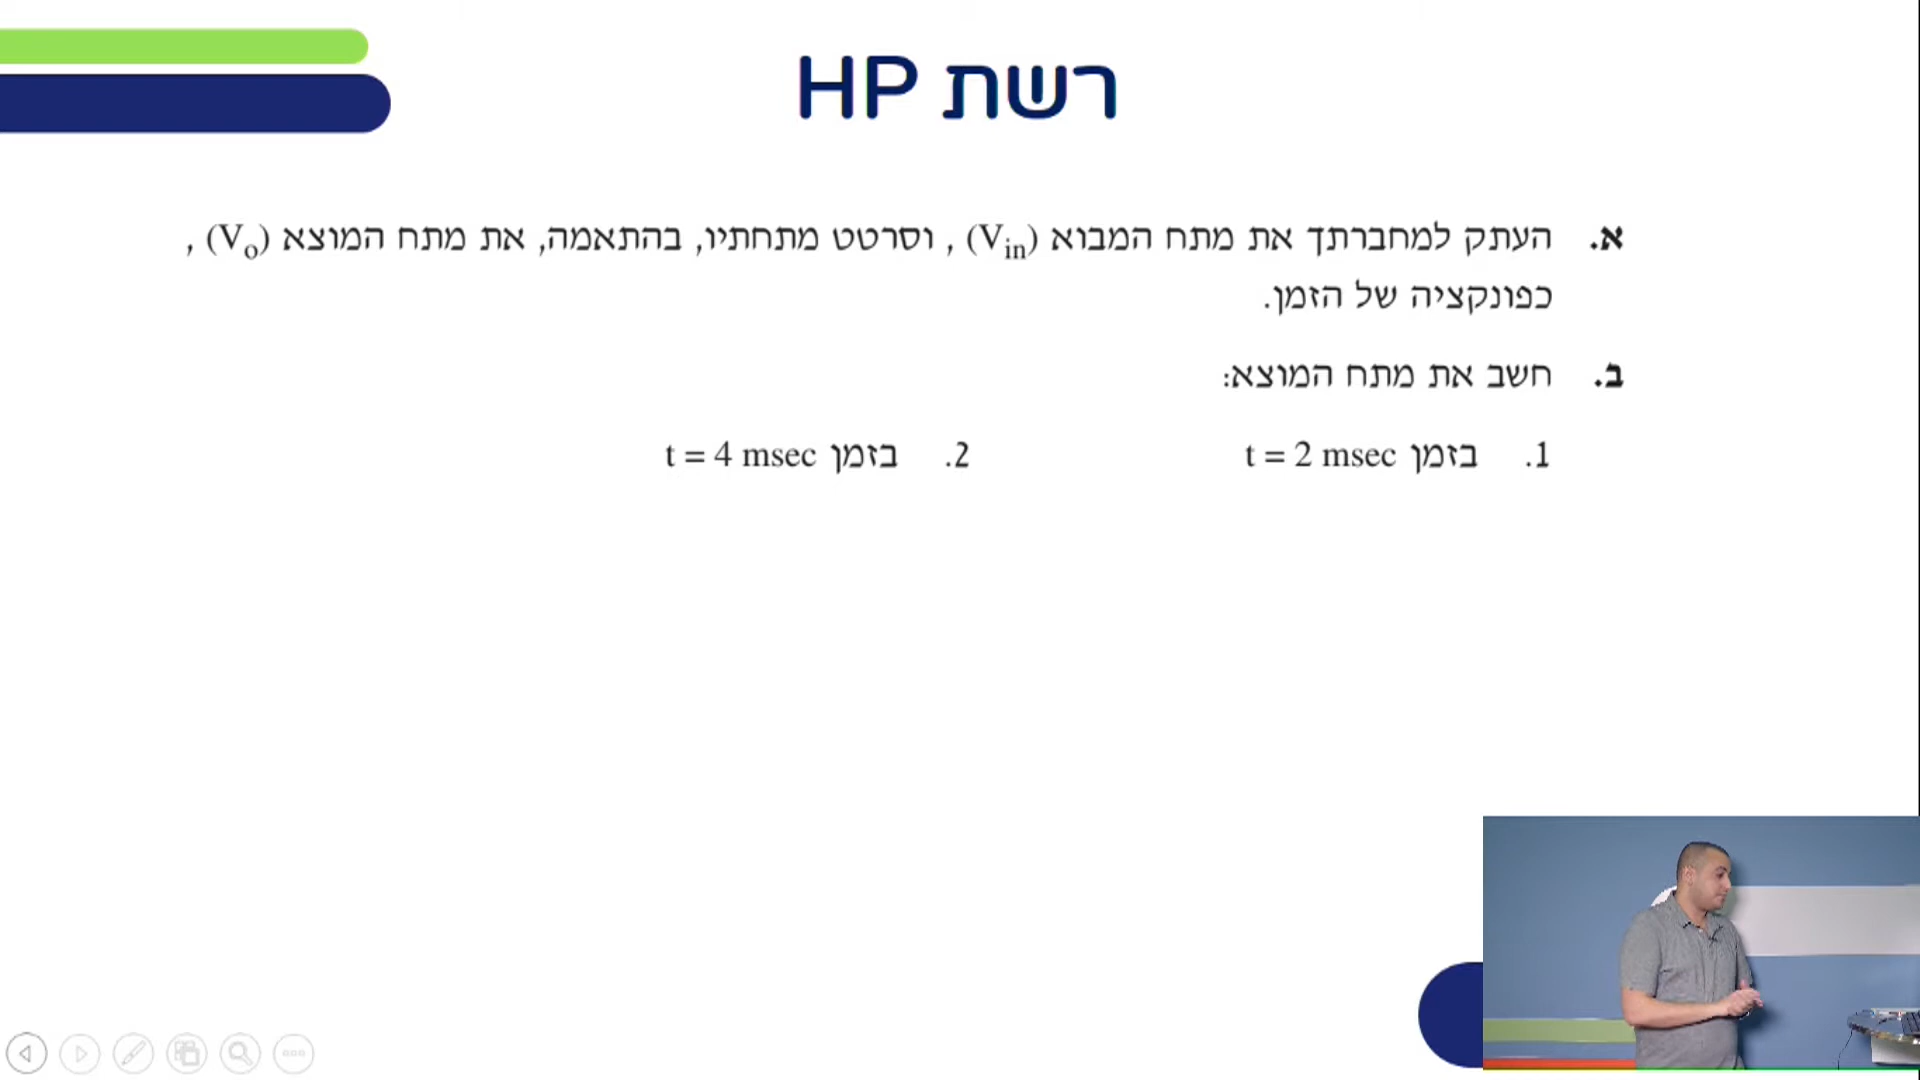 רשת HP
א. העתק למחברתך את מתח המבוא (Vin) , וסרטט מתחתיו, בהתאמה, את מתח המוצא (Vo) ,
כפונקציה של הזמן.
ב. חשב את מתח המוצא:
1. בזמן t = 2 msec 2. בזמן t = 4 msec